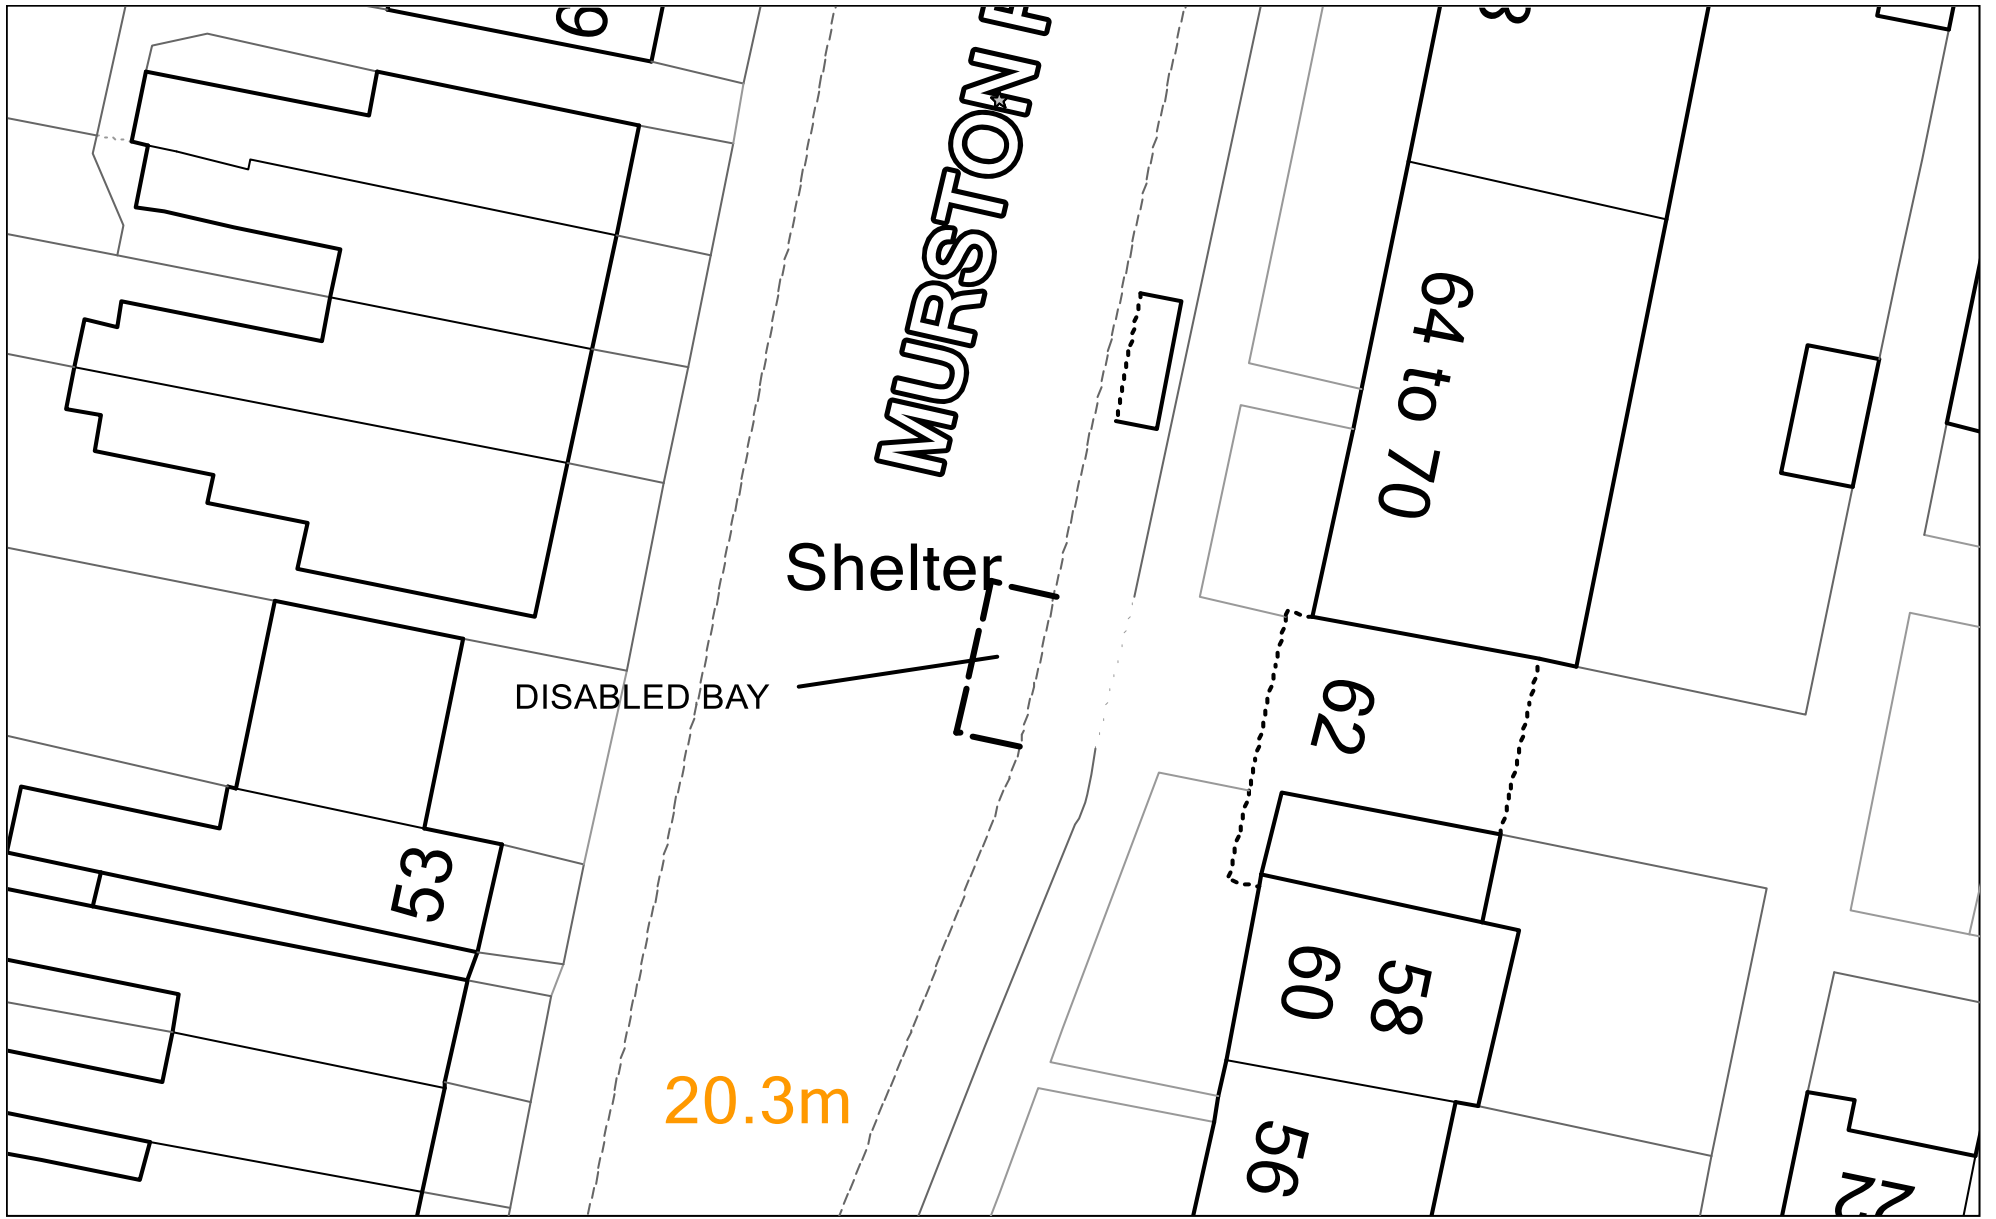 MURSTON
64 to 70
Shelter
DISABLED BAY
62
53
60
58
20.3m
56